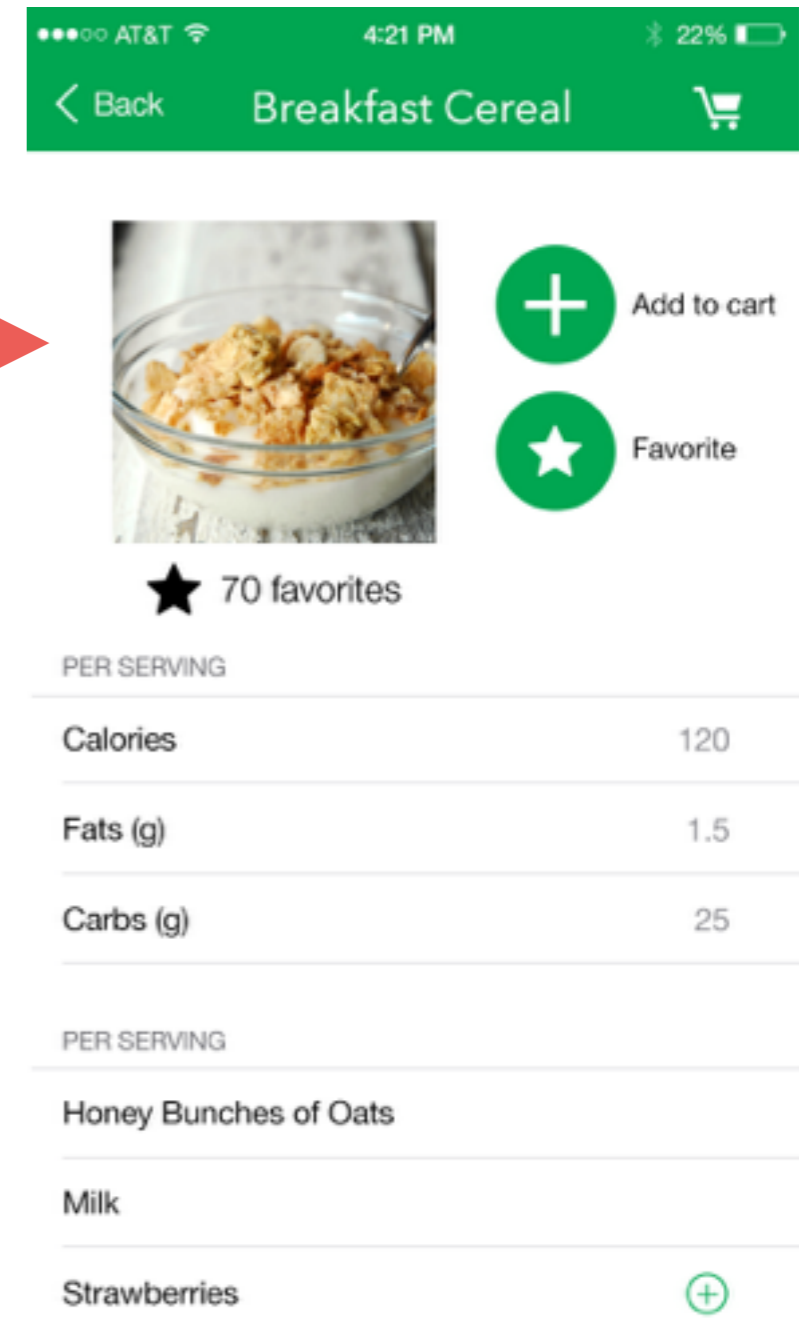 AT&T 4:21 PM 22%
Back Breakfast Cereal
Add to cart
Favorite
70 favorites
PER SERVING
Calories 120
Fats (g) 1.5
Carbs (g) 25
PER SERVING
Honey Bunches of Oats
Milk
Strawberries